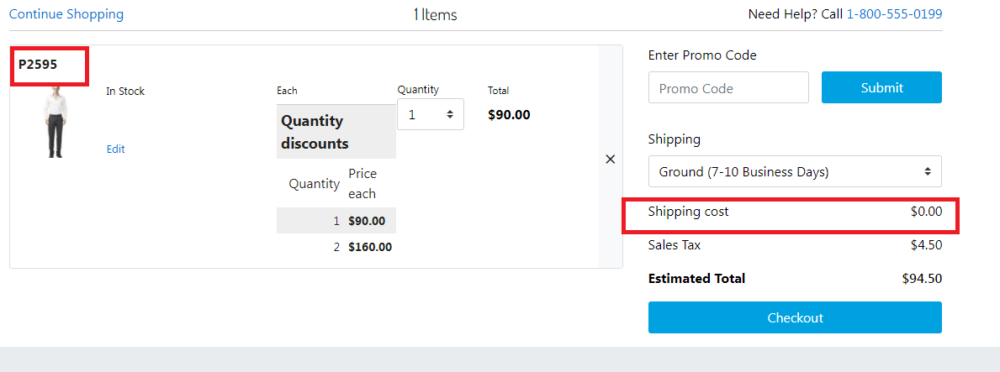 Continue Shopping
1 Items
Need Help? Call 1-800-555-0199
P2595
In Stock
Edit
Each
Quantity
discounts
Quantity
Price
each
1 $90.00
2 $160.00
Quantity
1
Total
$90.00
×
Enter Promo Code
Promo Code
Submit
Shipping
Ground (7-10 Business Days)
Shipping cost $0.00
Sales Tax $4.50
Estimated Total $94.50
Checkout